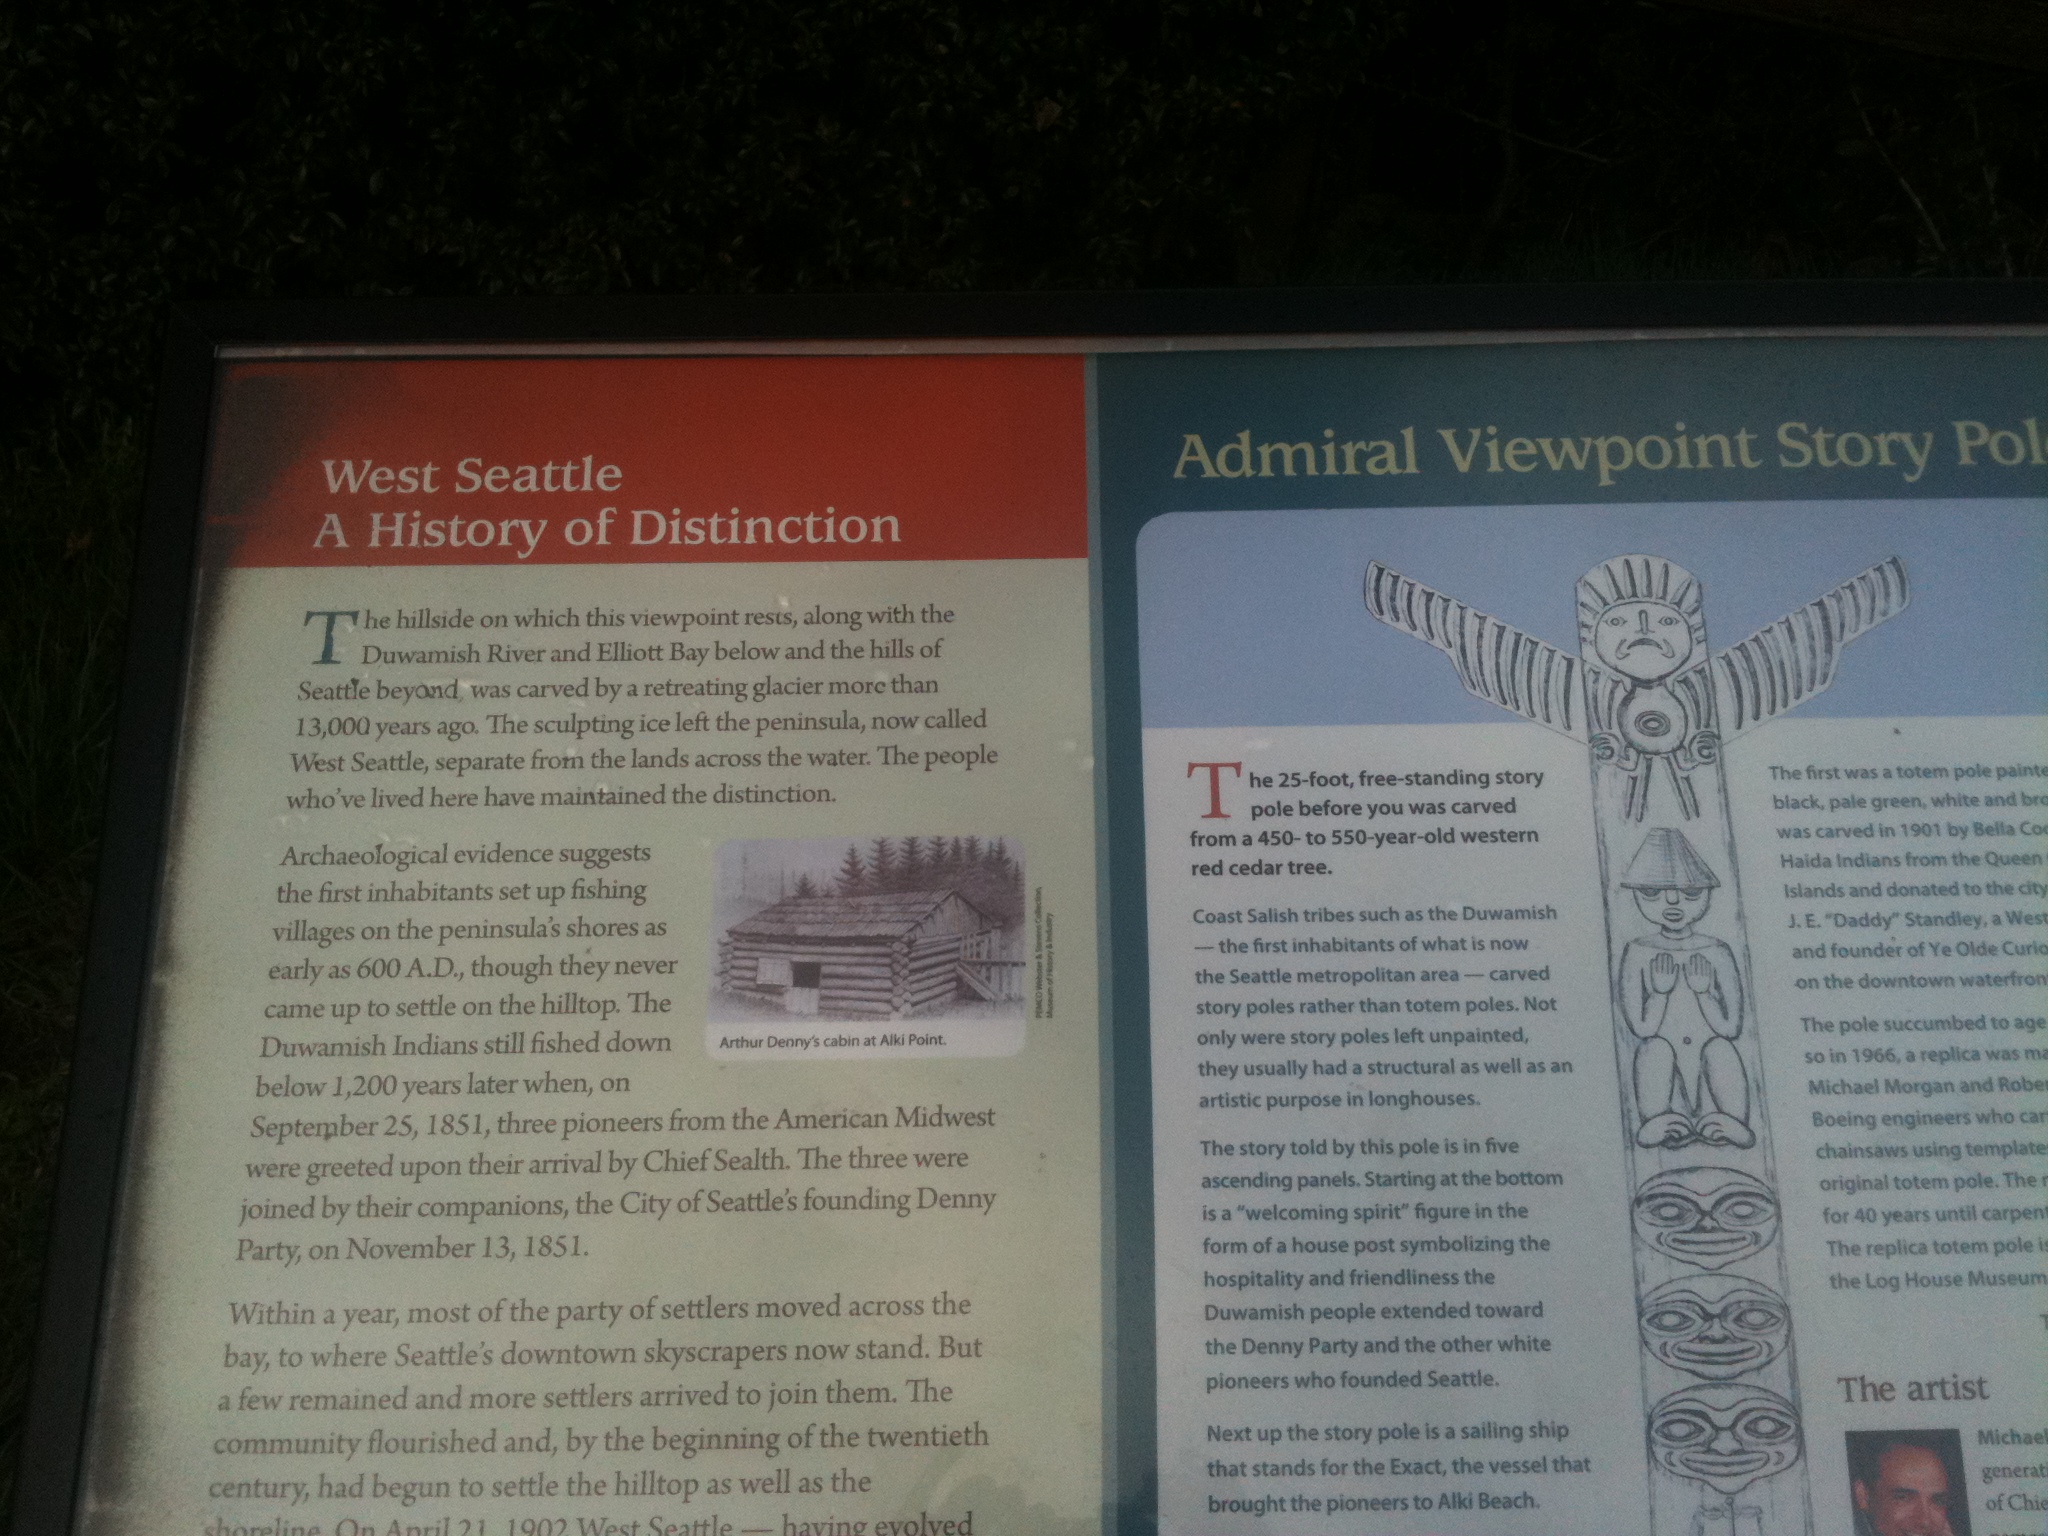 West Seattle
A History of Distinction
The hillside on which this viewpoint rests, along with the
Duwamish River and Elliott Bay below and the hills of
Seattle beyond, was carved by a retreating glacier more than
13,000 years ago. The sculpting ice left the peninsula, now called
West Seattle, separate from the lands across the water. The people
who've lived here have maintained the distinction.
Archaeological evidence suggests
the first inhabitants set up fishing
villages on the peninsula's shores as
early as 600 A.D., though they never
came up to settle on the hilltop. The
Duwamish Indians still fished down
below 1,200 years later when, on
September 25, 1851, three pioneers from the American Midwest
were greeted upon their arrival by Chief Sealth. The three were
joined by their companions, the City of Seattle's founding Denny
Party, on November 13, 1851.
Arthur Denny's cabin at Alki Point.
PEMCO Webster & Stevens Collection,
Museum of History & Industry
Within a year, most of the party of settlers moved across the
bay, to where Seattle's downtown skyscrapers now stand. But
a few remained and more settlers arrived to join them. The
community flourished and, by the beginning of the twentieth
century, had begun to settle the hilltop as well as the
shoreline. On April 21, 1902 West Seattle — having evolved
Admiral Viewpoint Story Pol
The 25-foot, free-standing story
pole before you was carved
from a 450- to 550-year-old western
red cedar tree.
Coast Salish tribes such as the Duwamish
— the first inhabitants of what is now
the Seattle metropolitan area — carved
story poles rather than totem poles. Not
only were story poles left unpainted,
they usually had a structural as well as an
artistic purpose in longhouses.
The story told by this pole is in five
ascending panels. Starting at the bottom
is a "welcoming spirit" figure in the
form of a house post symbolizing the
hospitality and friendliness the
Duwamish people extended toward
the Denny Party and the other white
pioneers who founded Seattle.
Next up the story pole is a sailing ship
that stands for the Exact, the vessel that
brought the pioneers to Alki Beach.
The first was a totem pole painte
black, pale green, white and bro
was carved in 1901 by Bella Coo
Haida Indians from the Queen
Islands and donated to the city
J. E. "Daddy" Standley, a West
and founder of Ye Olde Curio
on the downtown waterfron
The pole succumbed to age
so in 1966, a replica was ma
Michael Morgan and Rober
Boeing engineers who car
chainsaws using template
original totem pole. The r
for 40 years until carpent
The replica totem pole is
the Log House Museum
The artist
Michael
generati
of Chie